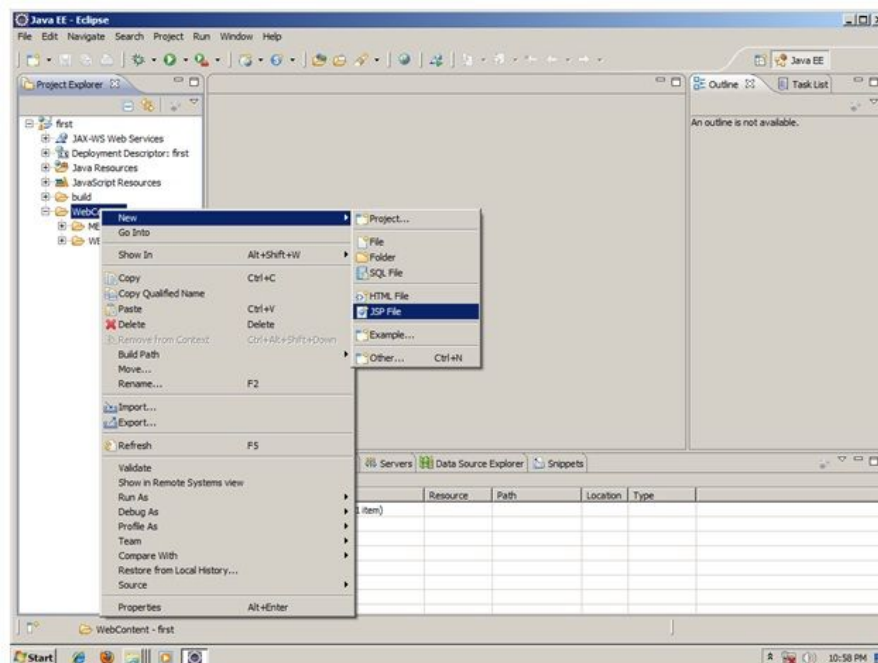 Java EE - Eclipse
File Edit Navigate Search Project Run Window Help
Java EE
Project Explorer
first
JAX-WS Web Services
Deployment Descriptor: first
Java Resources
JavaScript Resources
build
WebC
ME
WE
New
Go Into
Show In Alt+Shift+W
Copy Ctrl+C
Copy Qualified Name
Paste Ctrl+V
Delete Delete
Remove from Context Ctrl+Alt+Shift+Down
Build Path
Move...
Rename... F2
Import...
Export...
Refresh F5
Validate
Show in Remote Systems view
Run As
Debug As
Profile As
Team
Compare With
Restore from Local History...
Source
Properties Alt+Enter
Project...
File
Folder
SQL File
HTML File
JSP File
Example...
Other... Ctrl+N
Outline Task List
An outline is not available.
Servers Data Source Explorer Snippets
Resource Path Location Type
1 item)
WebContent - first
Start 10:58 PM